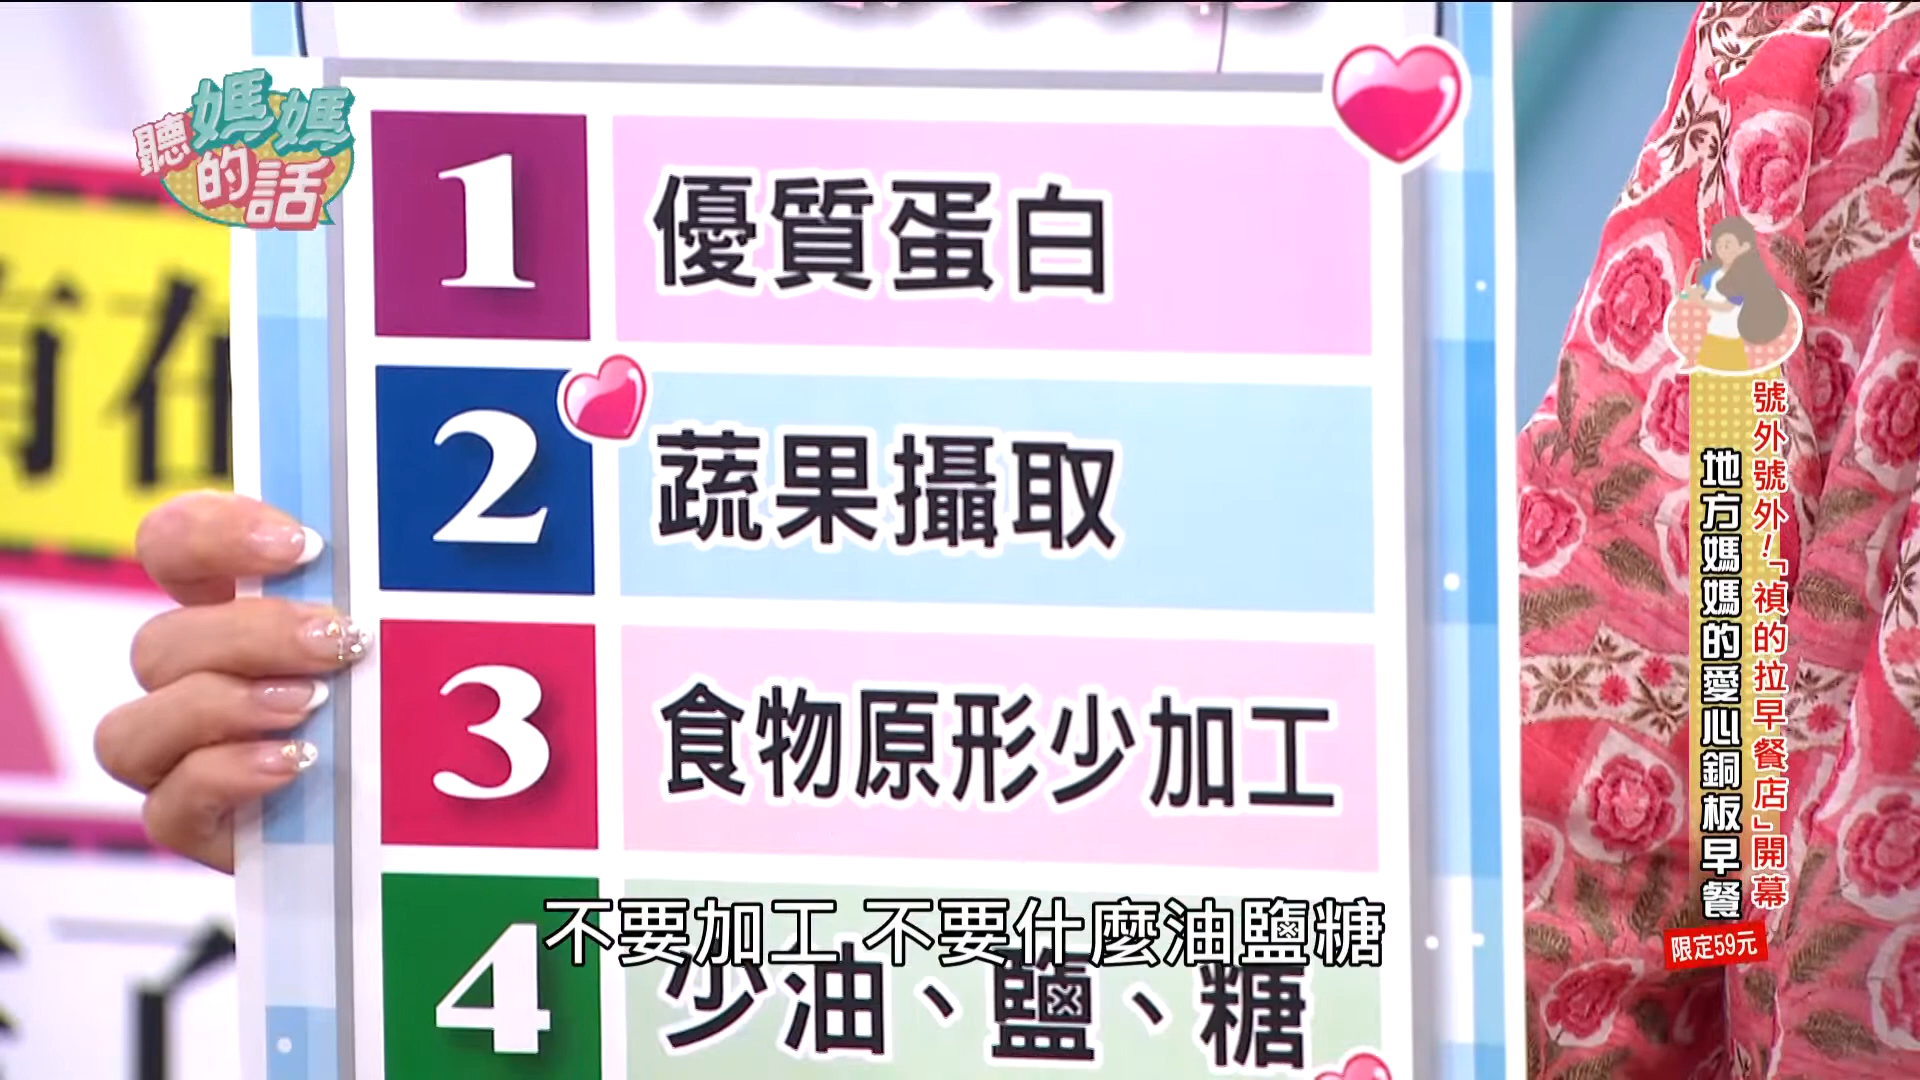 聽媽媽的話
有在
1 優質蛋白
2 蔬果攝取
3 食物原形少加工
4 少油、鹽、糖
不要加工 不要什麼油鹽糖
號外號外!「禎的拉早餐店」開幕
地方媽媽的愛心銅板早餐
限定59元